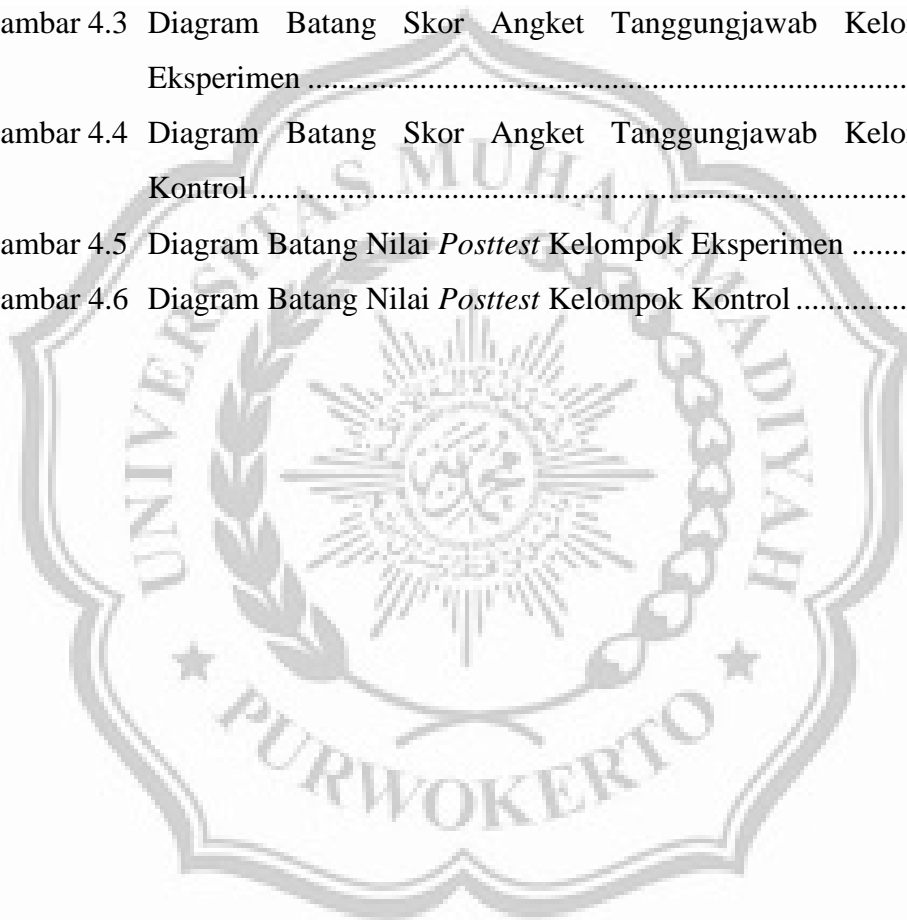 ambar 4.3 Diagram Batang Skor Angket Tanggungjawab Kelo
Eksperimen ...........................................................................
ambar 4.4 Diagram Batang Skor Angket Tanggungjawab Kelo
Kontrol ..................................................................................
ambar 4.5 Diagram Batang Nilai Posttest Kelompok Eksperimen .......
ambar 4.6 Diagram Batang Nilai Posttest Kelompok Kontrol ..............
UNIVERSITAS MUHAMMADIYAH
PURWOKERTO